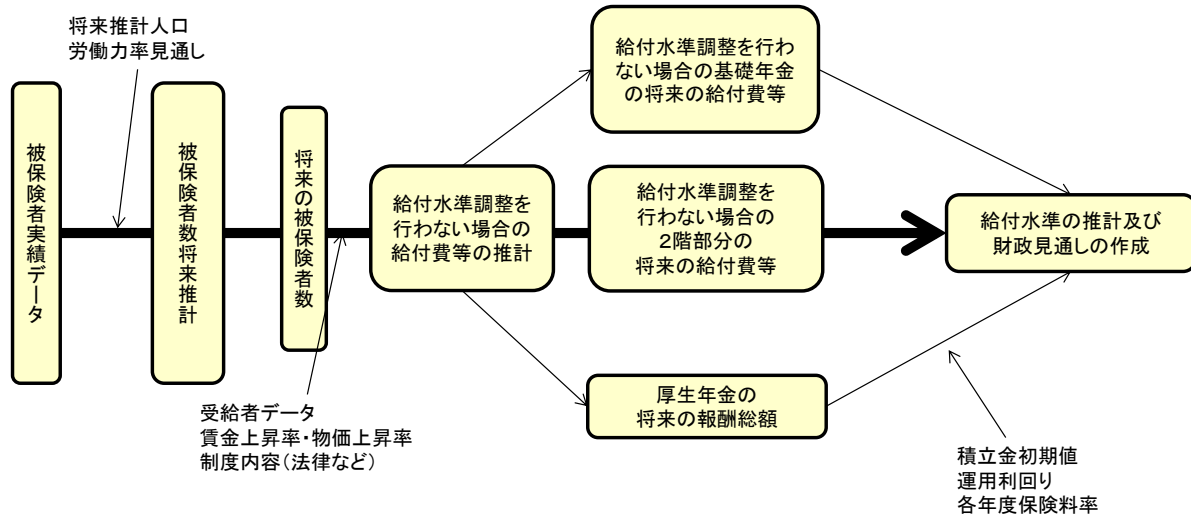 将来推計人口
労働力率見通し
被保険者実績データ
被保険者数将来推計
将来の被保険者数
受給者データ
賃金上昇率・物価上昇率
制度内容(法律など)
給付水準調整を
行わない場合の
給付費等の推計
給付水準調整を行わ
ない場合の基礎年金
の将来の給付費等
給付水準調整を
行わない場合の
2階部分の
将来の給付費等
厚生年金の
将来の報酬総額
給付水準の推計及び
財政見通しの作成
積立金初期値
運用利回り
各年度保険料率